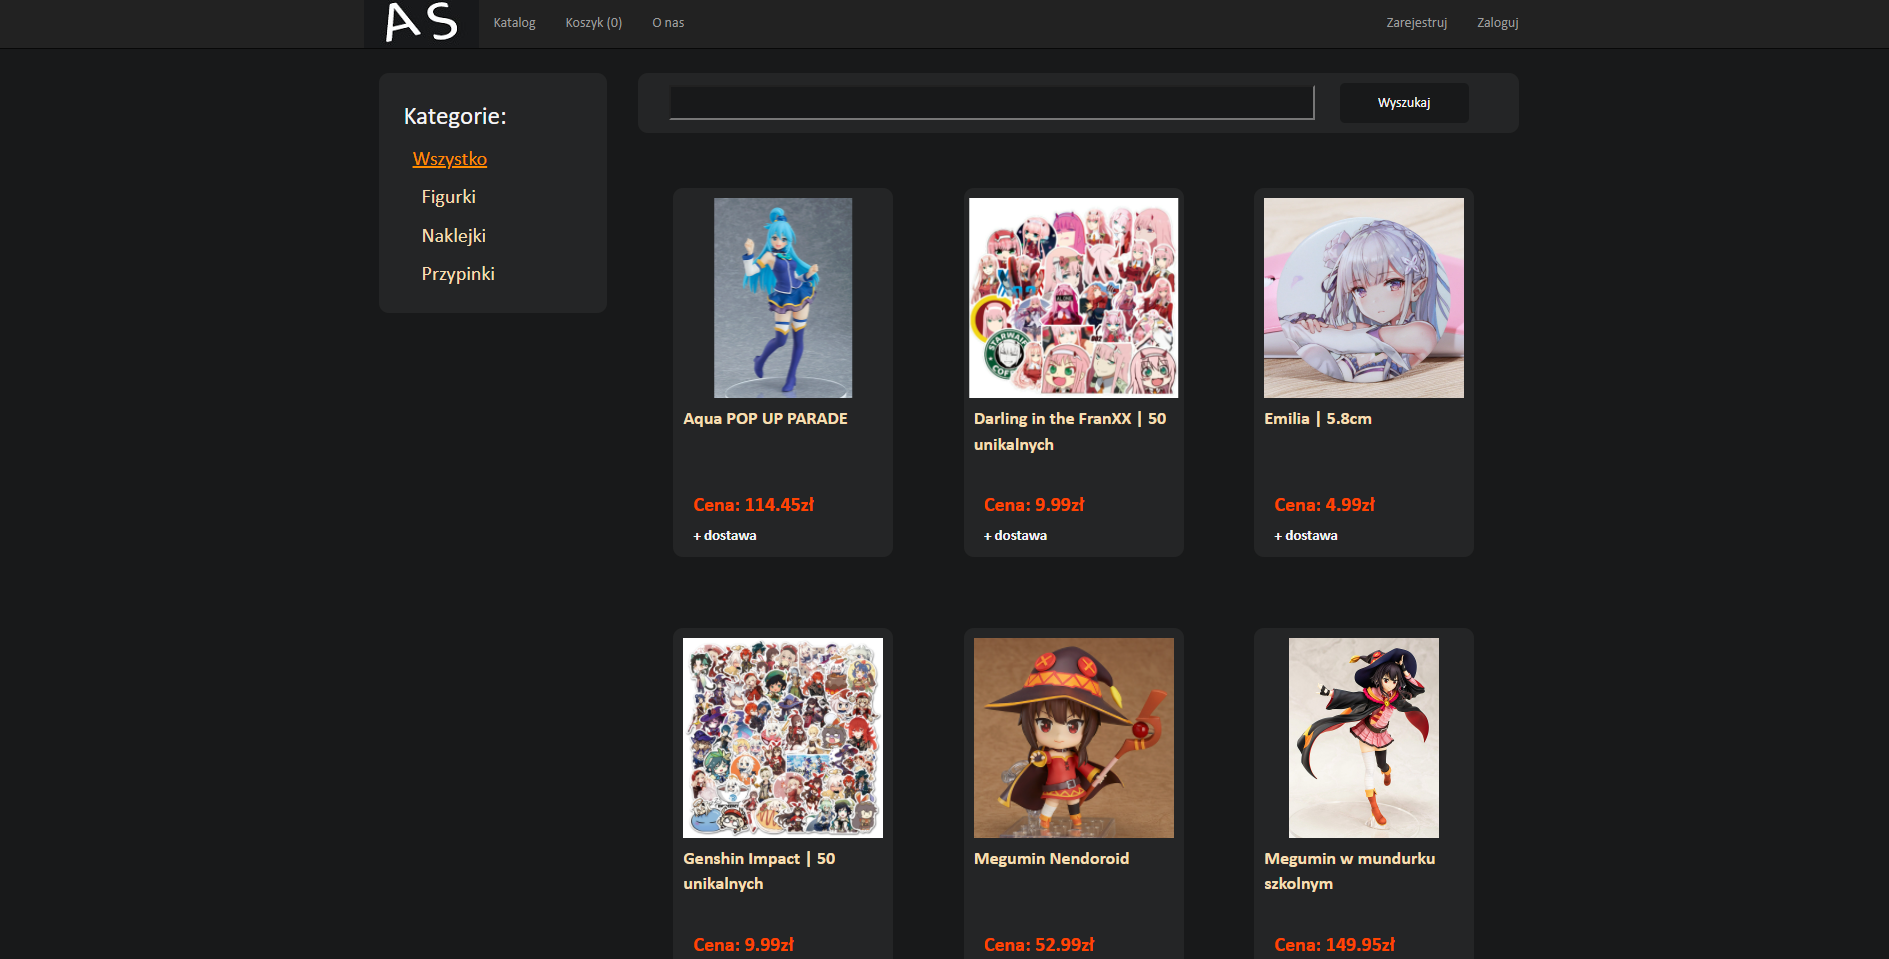 AS
Katalog
Koszyk (0)
O nas
Zarejestruj
Zaloguj
Kategorie:
Wszystko
Figurki
Naklejki
Przypinki
Wyszukaj
Aqua POP UP PARADE
Cena: 114.45zł
+ dostawa
Darling in the FranXX | 50
unikalnych
Cena: 9.99zł
+ dostawa
Emilia | 5.8cm
Cena: 4.99zł
+ dostawa
Genshin Impact | 50
unikalnych
Cena: 9.99zł
Megumin Nendoroid
Cena: 52.99zł
Megumin w mundurku
szkolnym
Cena: 149.95zł